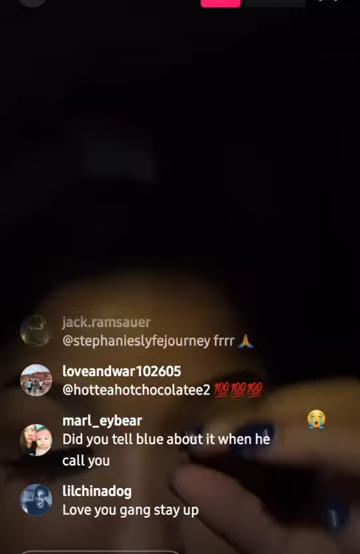 jack.ramsauer
@stephanieslyfejourney frrr 🙏🏽
loveandwar102605
@hotteahotchocolatee2 💯💯💯
marl_eybear
Did you tell blue about it when he
call you
lilchinadog
Love you gang stay up